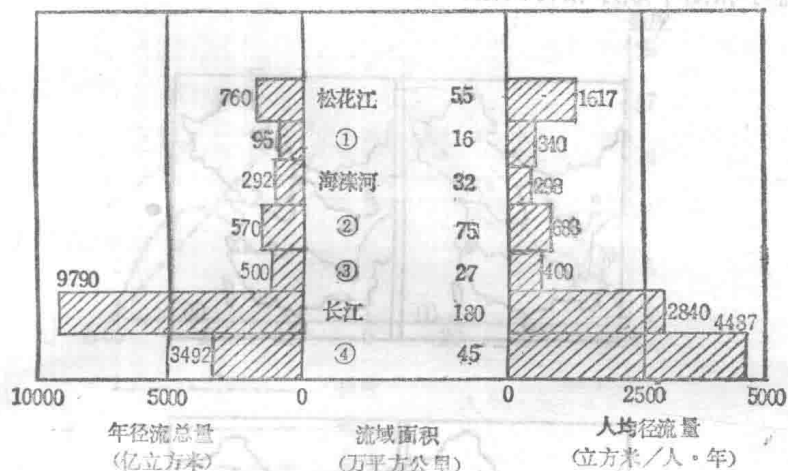 760 松花江 55 1617
95 ① 16 340
292 海滦河 32 293
570 ② 75 683
500 ③ 27 400
9790 长江 180 2840
3492 ④ 45 4487
10000 5000 0 0 2500 5000
年径流总量 流域面积 人均径流量
(亿立方米) (万平方公里) (立方米/人·年)